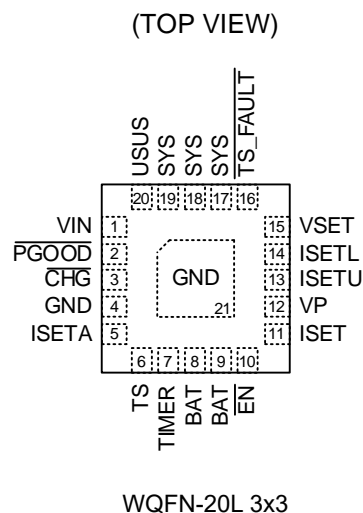 (TOP VIEW)
USUS
SYS
SYS
SYS
TS_FAULT
20 19 18 17 16
VIN 1
PGOOD 2
CHG 3
GND 4
ISETA 5
15 VSET
14 ISETL
13 ISETU
12 VP
11 ISET
GND
21
6 7 8 9 10
TS
TIMER
BAT
BAT
EN
WQFN-20L 3x3